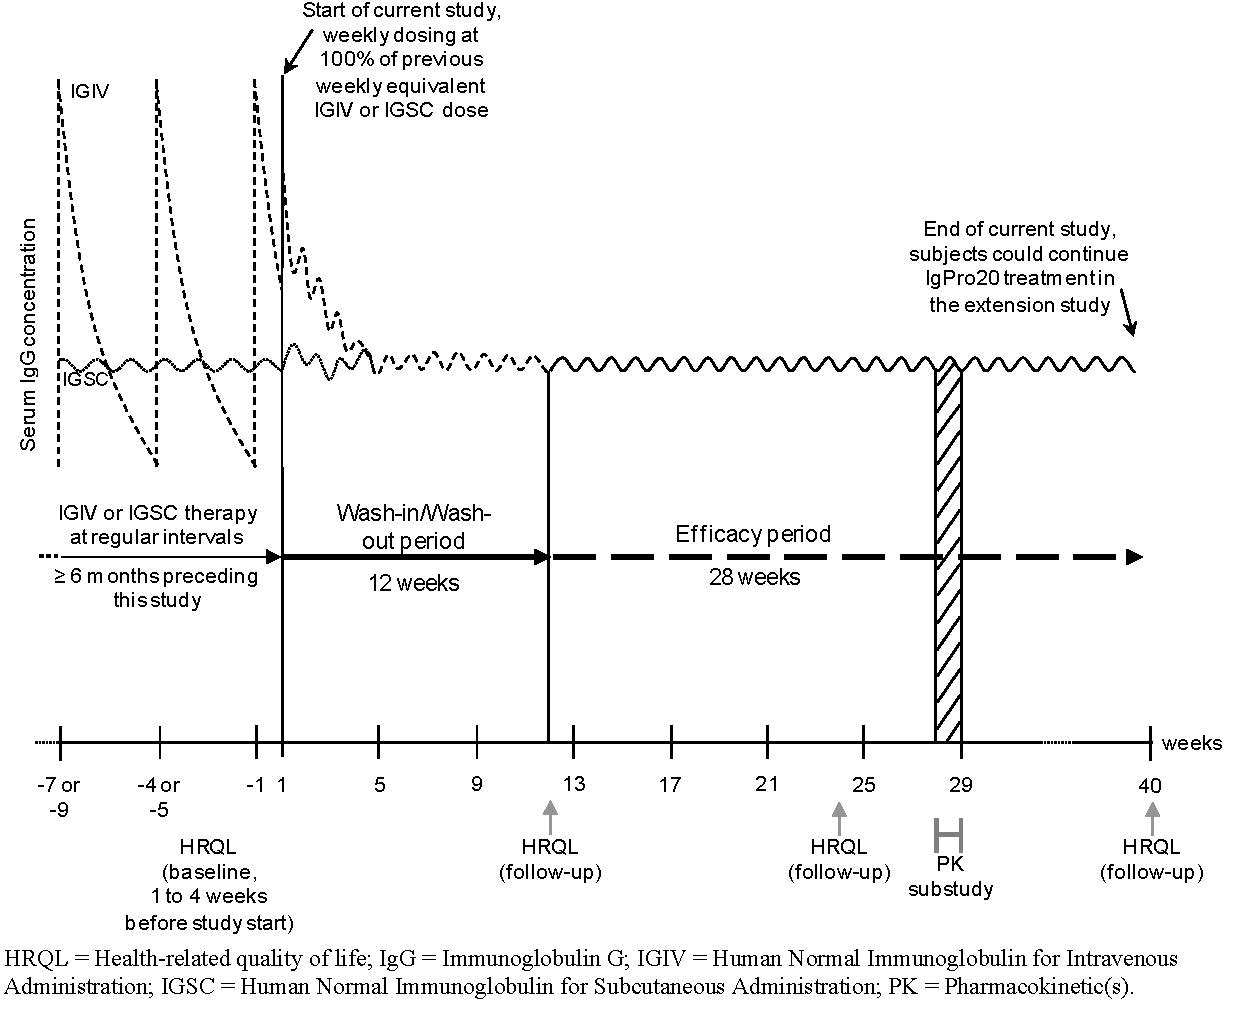 Start of current study,
weekly dosing at
100% of previous
weekly equivalent
IGIV or IGSC dose
IGIV
IGSC
Serum IgG concentration
End of current study,
subjects could continue
IgPro20 treatment in
the extension study
IGIV or IGSC therapy
at regular intervals
≥ 6 months preceding
this study
Wash-in/Wash-
out period
12 weeks
Efficacy period
28 weeks
weeks
-7 or
-9
-4 or
-5
-1
1
5
9
13
17
21
25
29
40
HRQL
(baseline,
1 to 4 weeks
before study start)
HRQL
(follow-up)
HRQL
(follow-up)
PK
substudy
HRQL
(follow-up)
HRQL = Health-related quality of life; IgG = Immunoglobulin G; IGIV = Human Normal Immunoglobulin for Intravenous
Administration; IGSC = Human Normal Immunoglobulin for Subcutaneous Administration; PK = Pharmacokinetic(s).